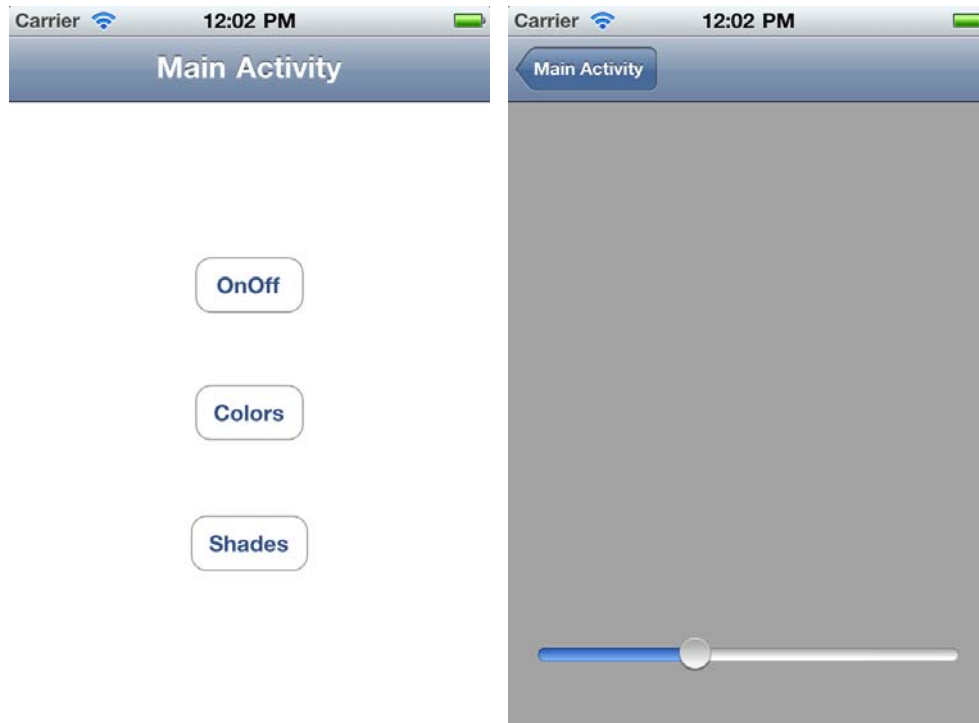 Carrier 12:02 PM
Main Activity
OnOff
Colors
Shades
Carrier 12:02 PM
Main Activity